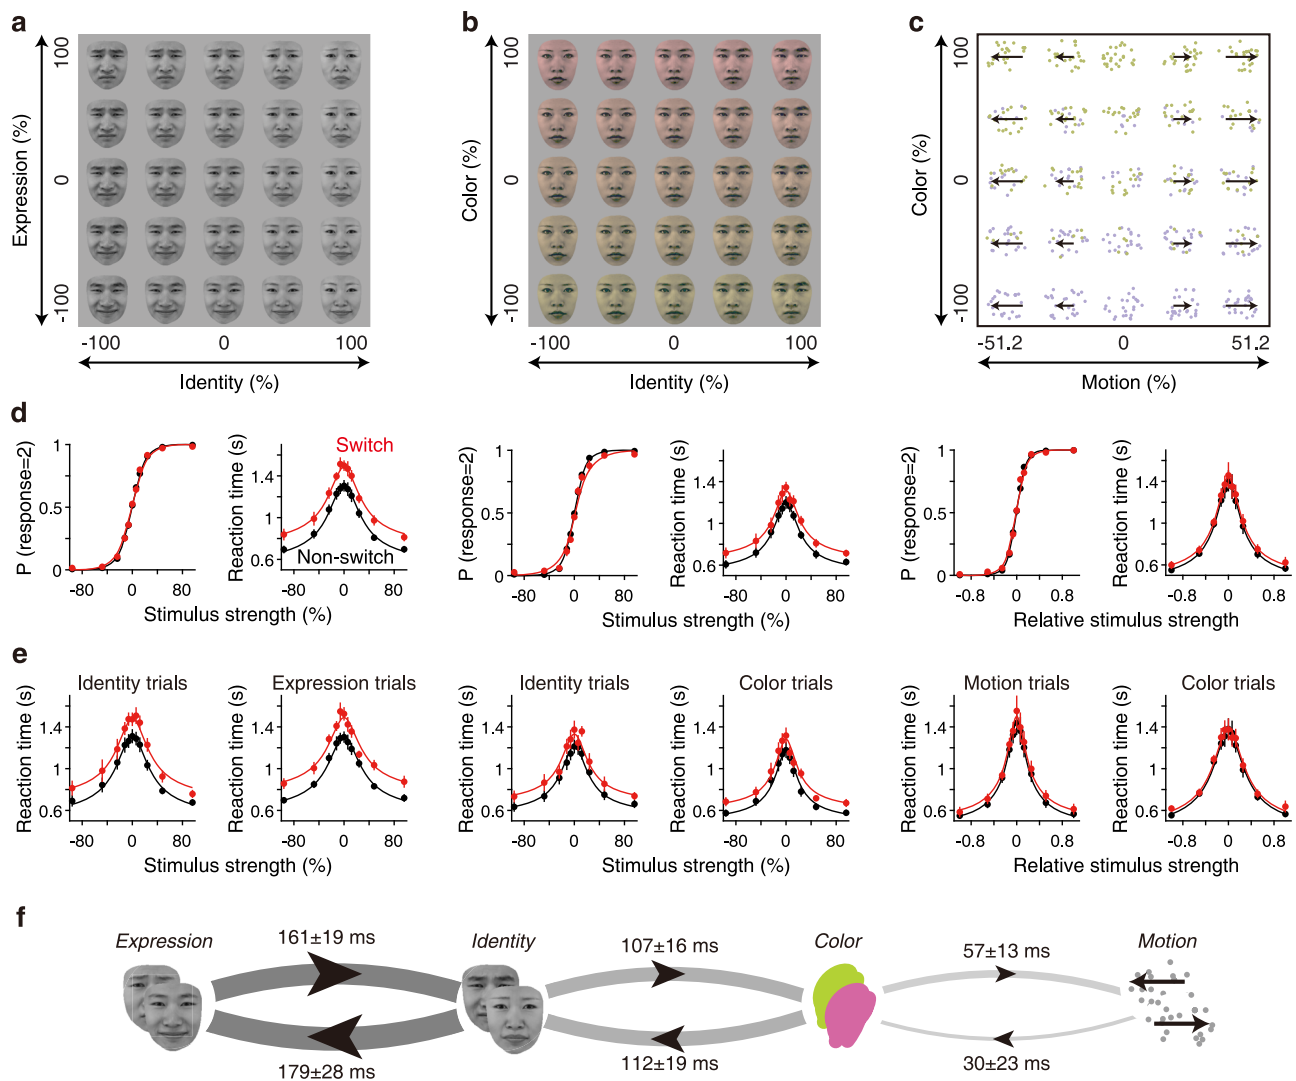 a
Expression (%)
100
0
-100
-100 0 100
Identity (%)
b
Color (%)
100
0
-100
-100 0 100
Identity (%)
c
Color (%)
100
0
-100
-51.2 0 51.2
Motion (%)
d
P (response=2)
1
0.5
0
-80 0 80
Reaction time (s)
1.4
1
0.6
Switch
Non-switch
-80 0 80
Stimulus strength (%)
P (response=2)
1
0.5
0
-80 0 80
Reaction time (s)
1.4
1
0.6
-80 0 80
Stimulus strength (%)
P (response=2)
1
0.5
0
-0.8 0 0.8
Reaction time (s)
1.4
1
0.6
-0.8 0 0.8
Relative stimulus strength
e
Identity trials
Reaction time (s)
1.4
1
0.6
-80 0 80
Expression trials
Reaction time (s)
1.4
1
0.6
-80 0 80
Stimulus strength (%)
Identity trials
Reaction time (s)
1.4
1
0.6
-80 0 80
Color trials
Reaction time (s)
1.4
1
0.6
-80 0 80
Stimulus strength (%)
Motion trials
Reaction time (s)
1.4
1
0.6
-0.8 0 0.8
Color trials
Reaction time (s)
1.4
1
0.6
-0.8 0 0.8
Relative stimulus strength
f
Expression 161±19 ms Identity 107±16 ms Color 57±13 ms Motion
179±28 ms 112±19 ms 30±23 ms